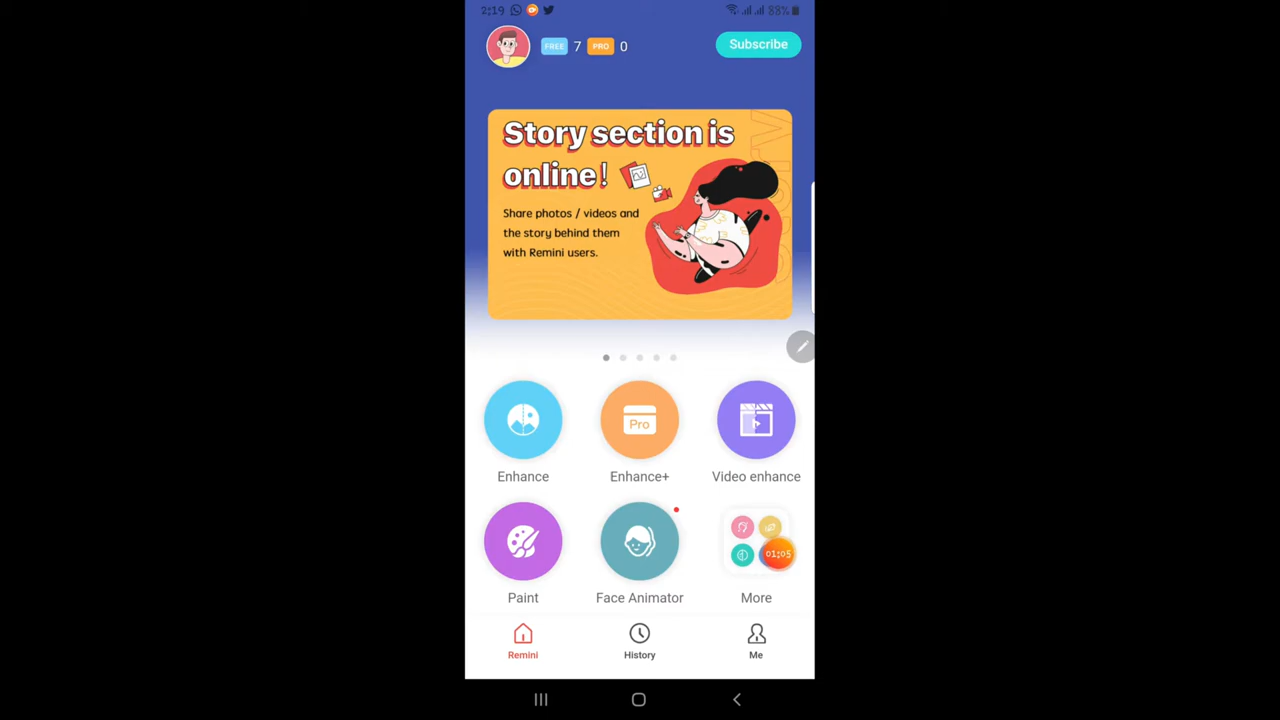 2:19 88%
FREE 7 PRO 0 Subscribe
Story section is
online!
Share photos / videos and
the story behind them
with Remini users.
Pro
Enhance Enhance+ Video enhance
01:05
Paint Face Animator More
Remini History Me